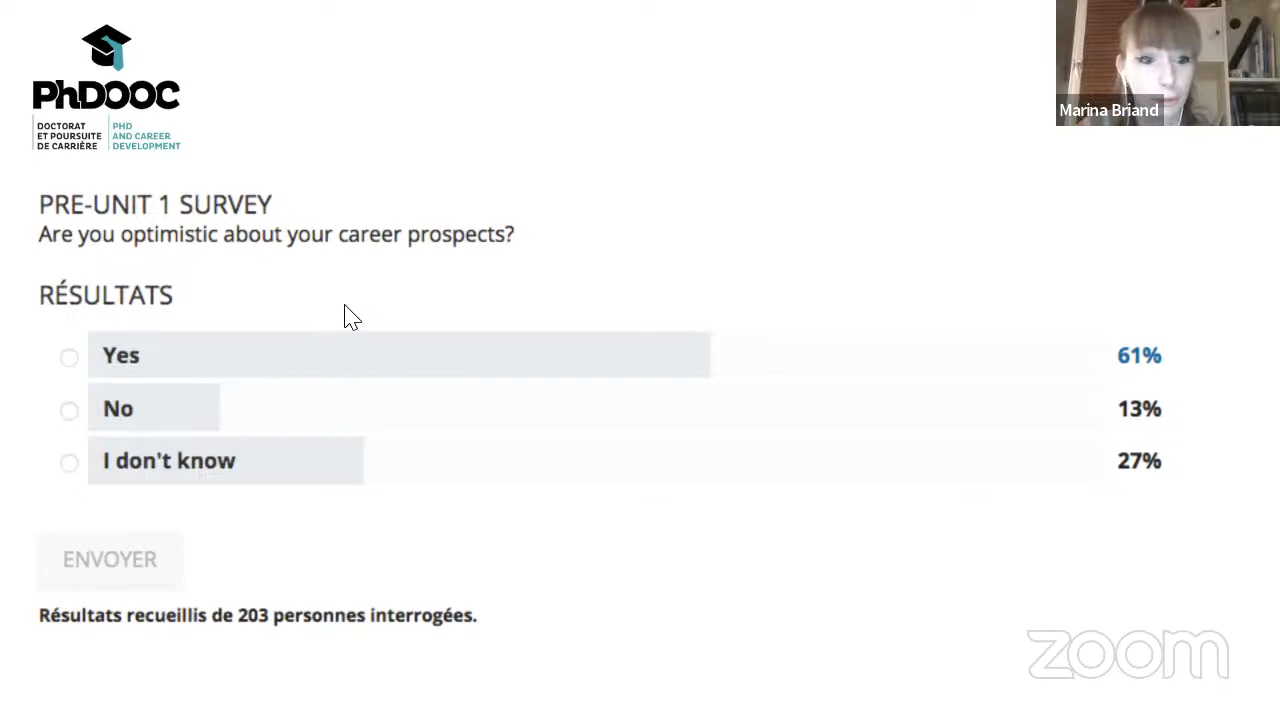 PhDOOC
DOCTORAT
ET POURSUITE
DE CARRIÈRE
PHD
AND CAREER
DEVELOPMENT
Marina Briand
PRE-UNIT 1 SURVEY
Are you optimistic about your career prospects?
RÉSULTATS
Yes 61%
No 13%
I don't know 27%
ENVOYER
Résultats recueillis de 203 personnes interrogées.
zoom